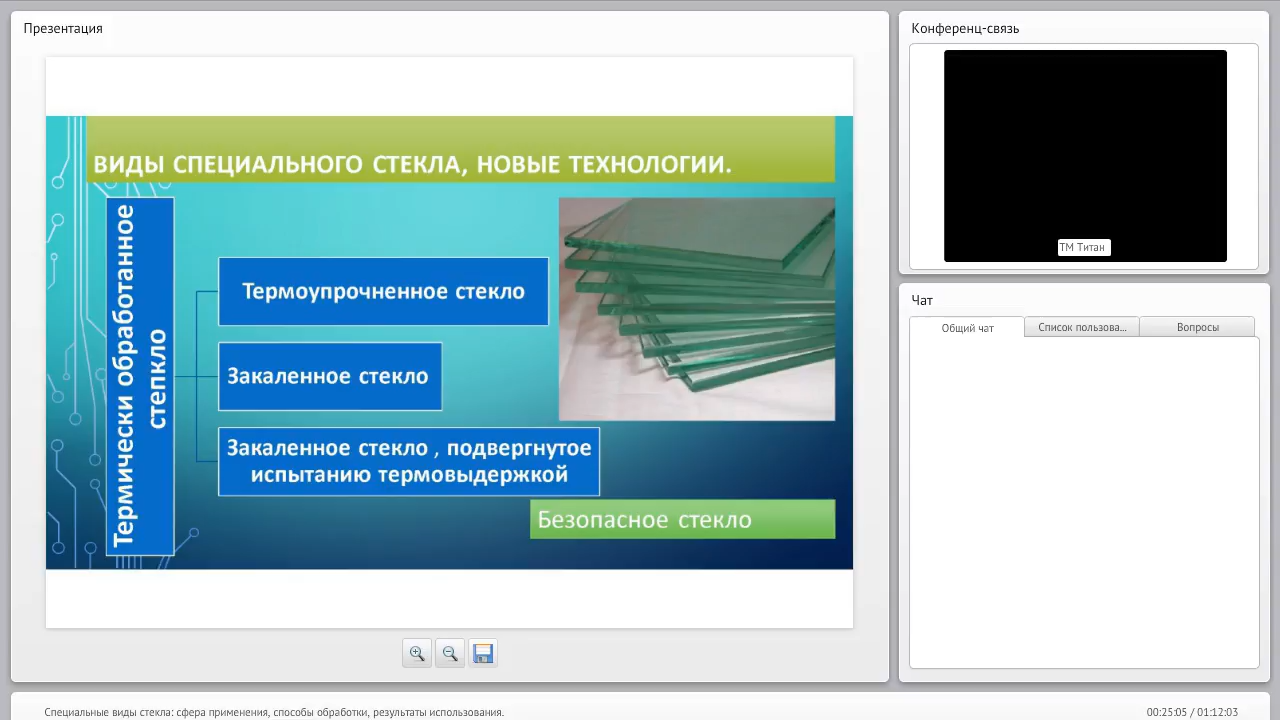 Презентация
ВИДЫ СПЕЦИАЛЬНОГО СТЕКЛА, НОВЫЕ ТЕХНОЛОГИИ.
Термически обработанное
степкло
Термоупрочненное стекло
Закаленное стекло
Закаленное стекло , подвергнутое
испытанию термовыдержкой
Безопасное стекло
Конференц-связь
ТМ Титан
Чат
Общий чат
Список пользова...
Вопросы
Специальные виды стекла: сфера применения, способы обработки, результаты использования.
00:25:05 / 01:12:03